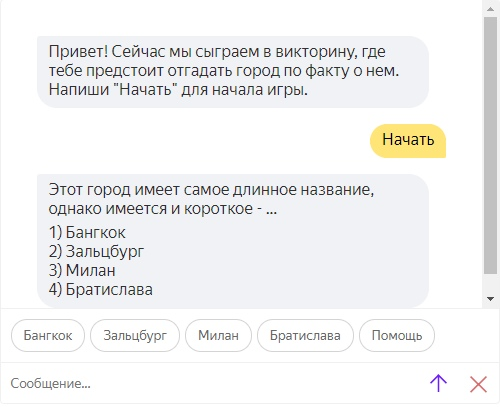 Привет! Сейчас мы сыграем в викторину, где
тебе предстоит отгадать город по факту о нем.
Напиши "Начать" для начала игры.
Начать
Этот город имеет самое длинное название,
однако имеется и короткое - ...
1) Бангкок
2) Зальцбург
3) Милан
4) Братислава
Бангкок Зальцбург Милан Братислава Помощь
Сообщение...